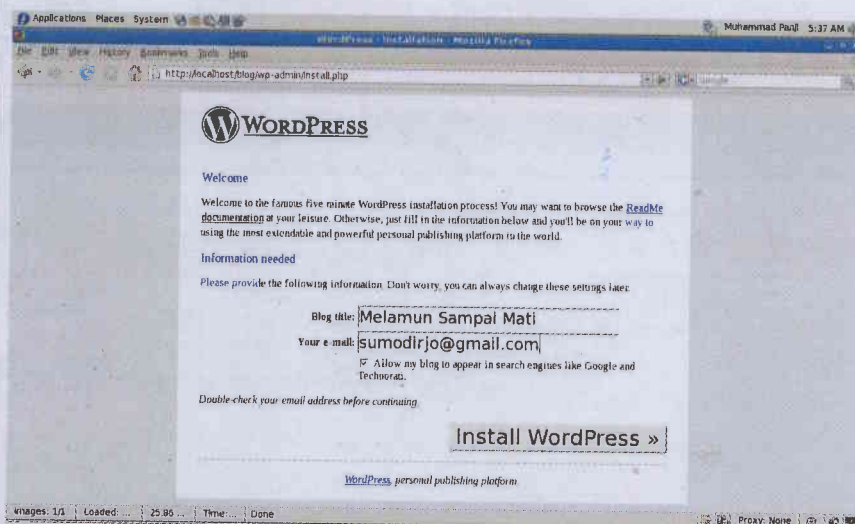 Applications Places System
Muhammad Panji 5:37 AM
WordPress - Installation - Mozilla Firefox
File Edit View History Bookmarks Tools Help
http://localhost/blog/wp-admin/install.php
WORDPRESS
Welcome
Welcome to the famous five minute WordPress installation process! You may want to browse the ReadMe
documentation at your leisure. Otherwise, just fill in the information below and you'll be on your way to
using the most extendable and powerful personal publishing platform in the world.
Information needed
Please provide the following information. Don't worry, you can always change these settings later.
Blog title: Melamun Sampai Mati
Your e-mail: sumodirjo@gmail.com
Allow my blog to appear in search engines like Google and
Technorati.
Double-check your email address before continuing.
Install WordPress »
WordPress, personal publishing platform.
Images: 1/1 Loaded: ... 25.86 ... Time:... Done
Proxy: None